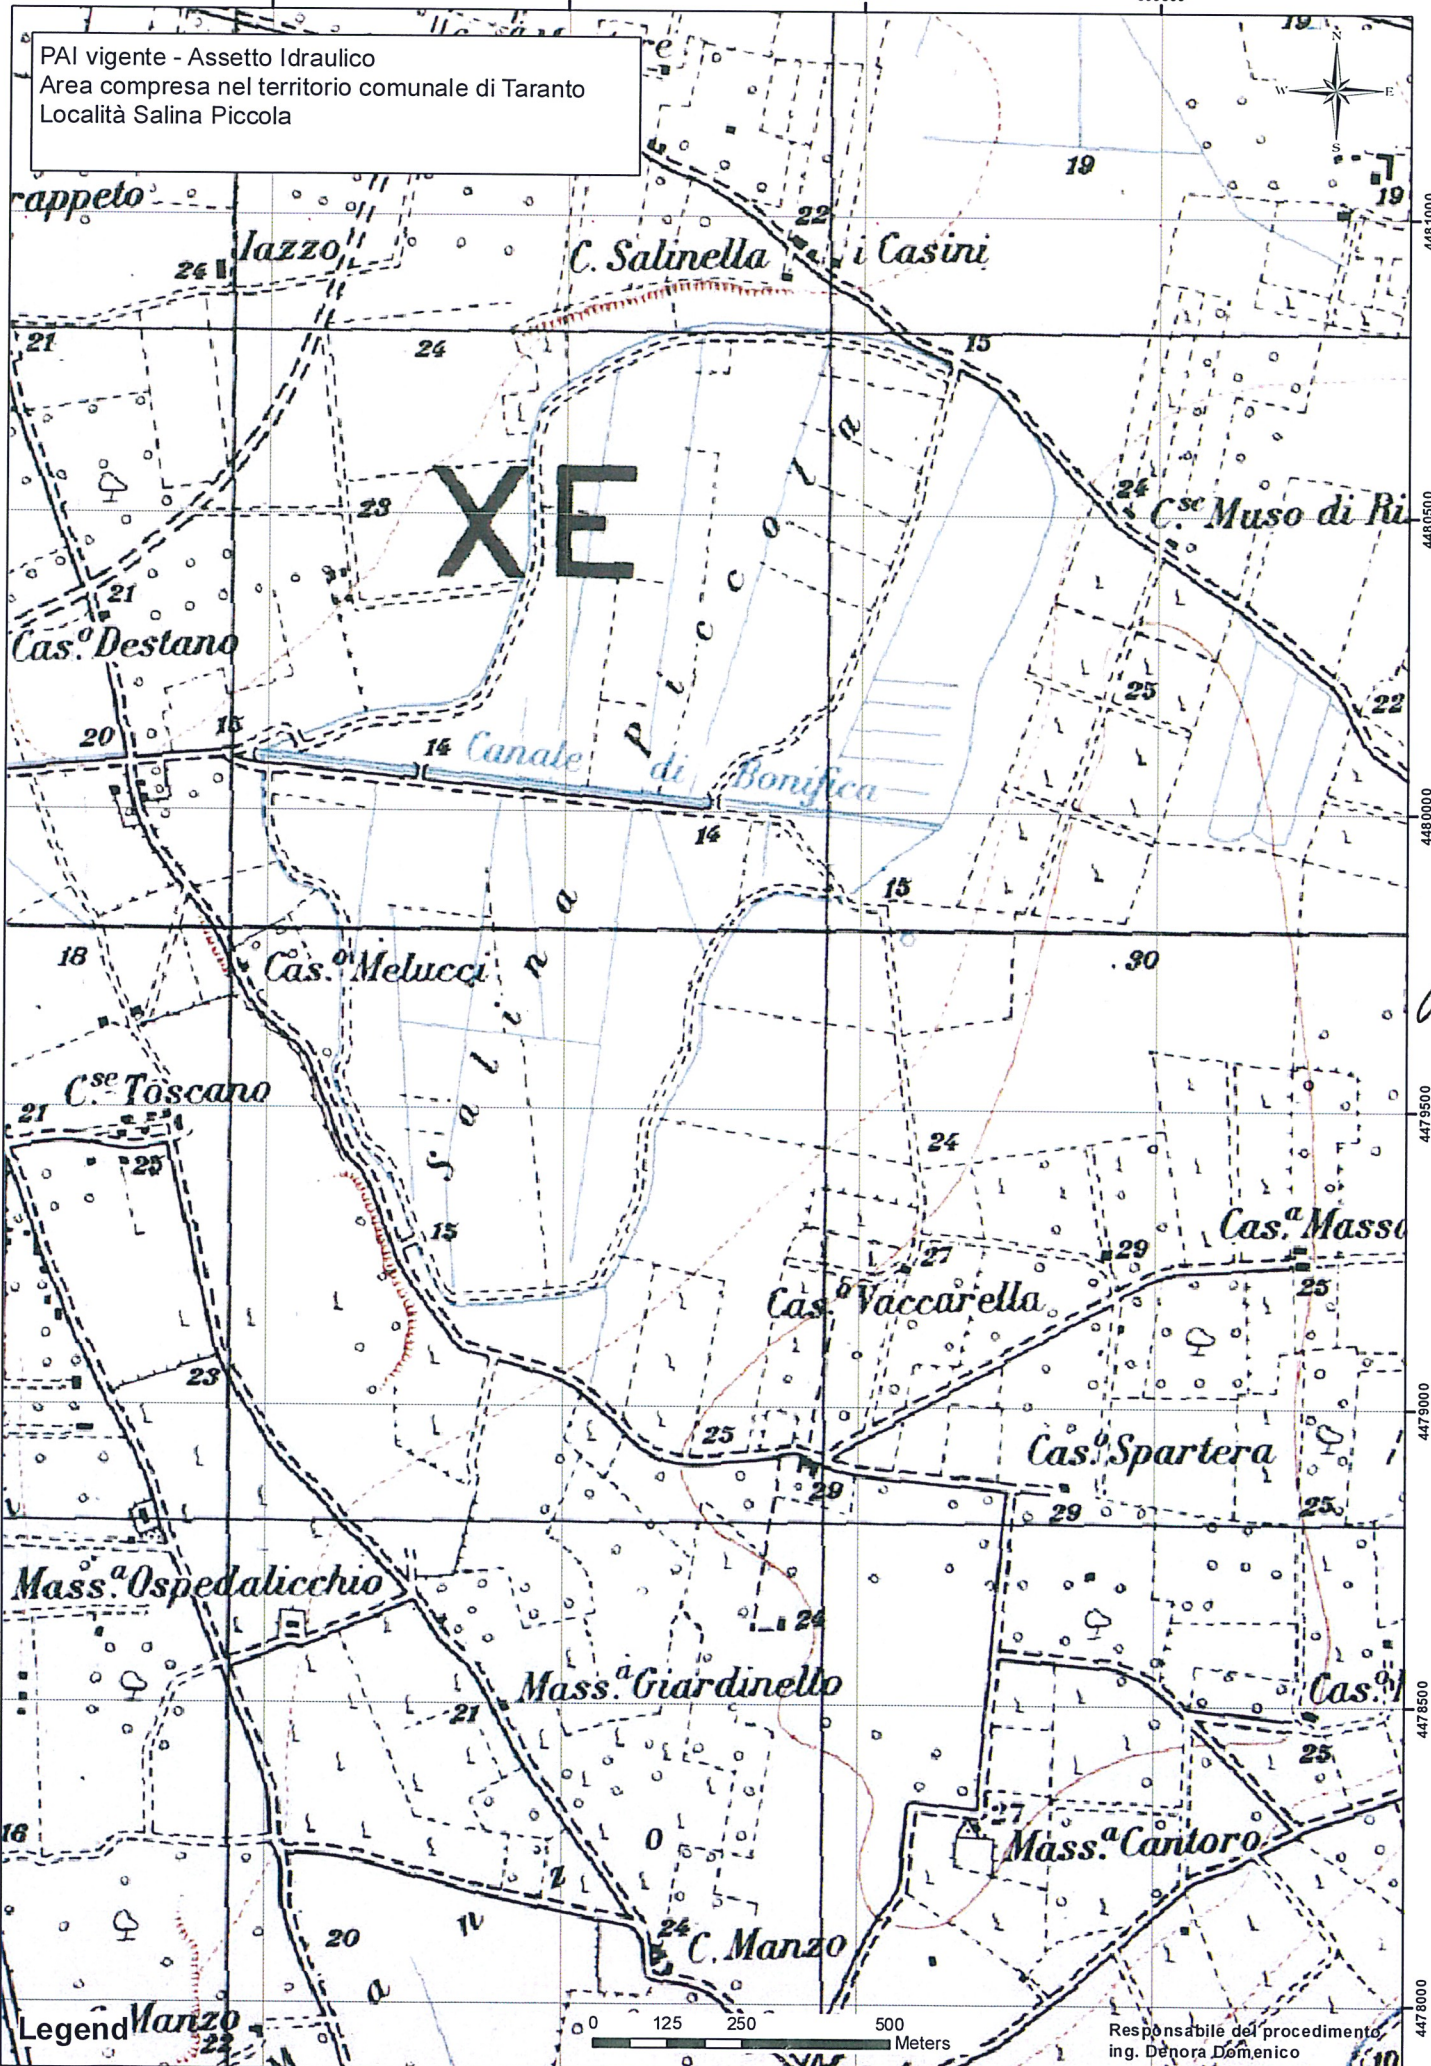 PAI vigente - Assetto Idraulico
Area compresa nel territorio comunale di Taranto
Località Salina Piccola
N
W E
S
19
19
19
rappeto
22
Iazzo
24
C. Salinella
i Casini
4481000
21
24
15
XE
23
24
C.se Muso di Ri
4480500
21
Cas.o Destano
25
22
20
15
14
Canale di Bonifica
14
4480000
Salina Piccola
15
18
Cas.o Melucci
30
C.se Toscano
21
25
24
4479500
15
Cas.a Masso
27
29
25
Cas.o Vaccarella
23
25
4479000
Cas.o Spartera
29
29
25
Mass.a Ospedalicchio
24
Mass.a Giardinello
21
Cas.o
4478500
25
16
27
Mass.a Cantoro
24
C. Manzo
20
Manzo
22
4478000
Legend
0 125 250 500
Meters
Responsabile del procedimento
ing. Denora Domenico